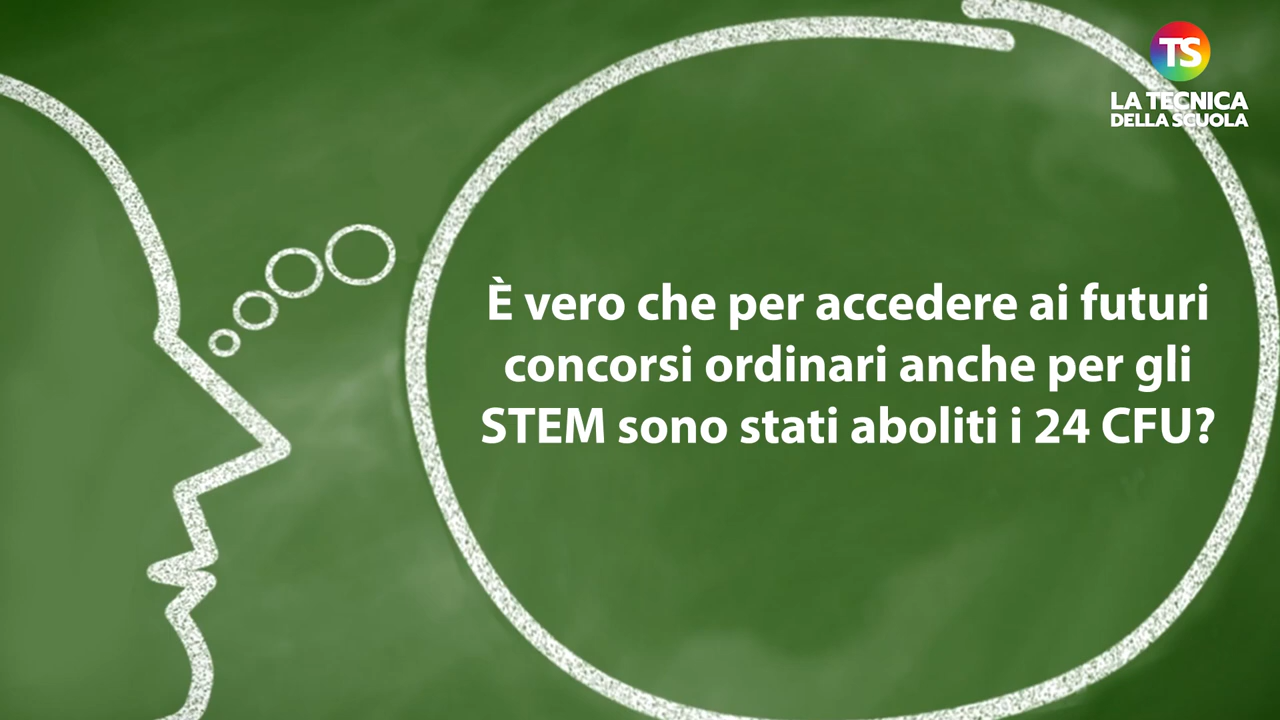 TS
LA TECNICA
DELLA SCUOLA
È vero che per accedere ai futuri
concorsi ordinari anche per gli
STEM sono stati aboliti i 24 CFU?